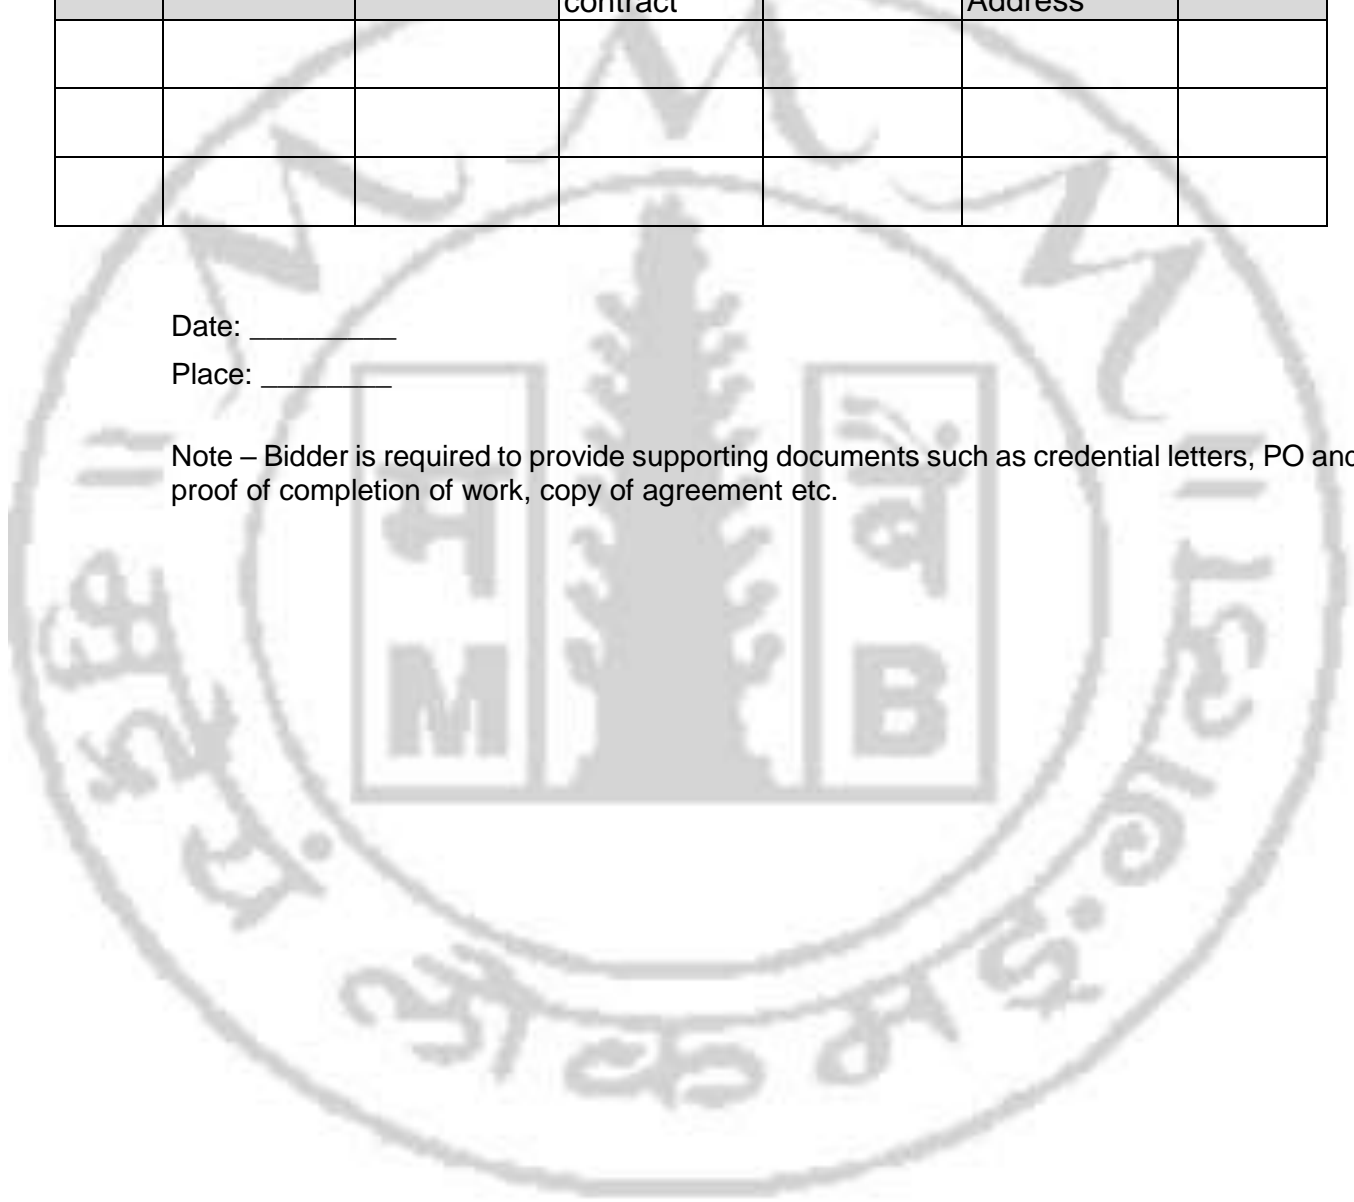 contract Address
Date: _________
Place: ________
Note – Bidder is required to provide supporting documents such as credential letters, PO and
proof of completion of work, copy of agreement etc.
म बँ
M B